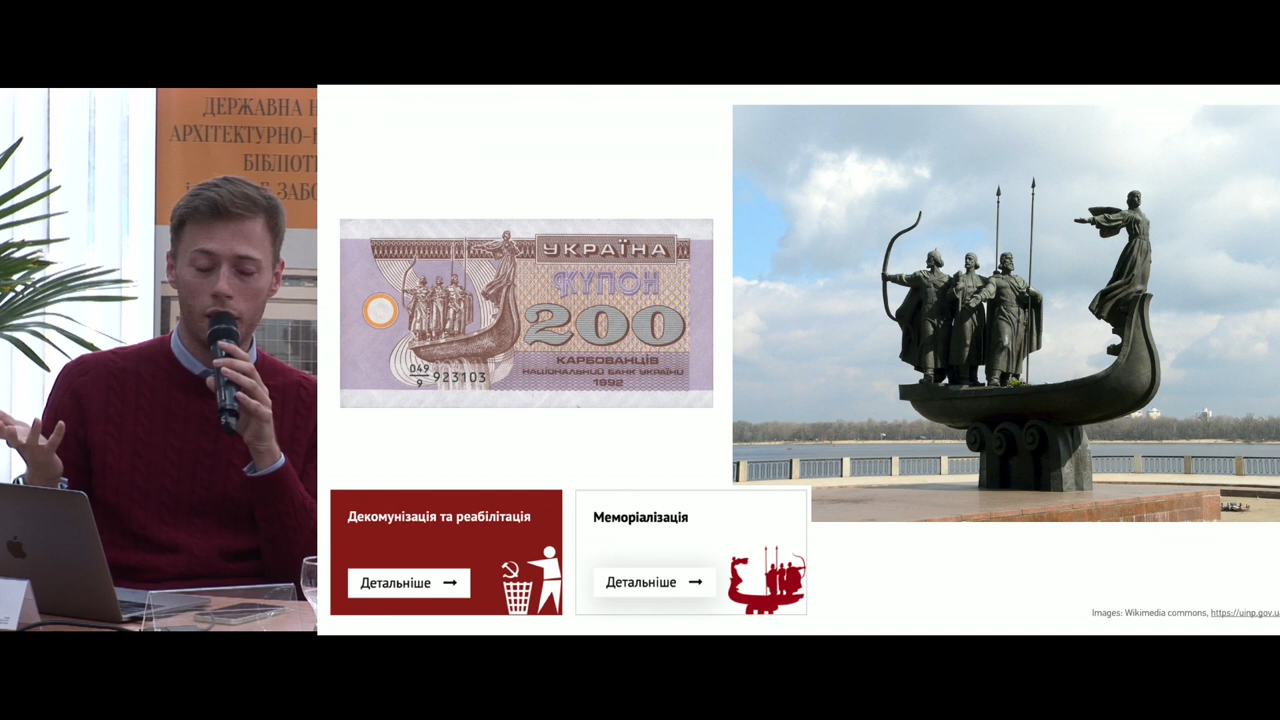 ДЕРЖАВНА Н
АРХІТЕКТУРНО-
БІБЛІОТ
ЗАБО
УКРАЇНА
КУПОН
200
КАРБОВАНЦІВ
НАЦІОНАЛЬНИЙ БАНК УКРАЇНИ
1992
049
9 923103
Декомунізація та реабілітація
Детальніше
Меморіалізація
Детальніше
Images: Wikimedia commons, https://uinp.gov.u